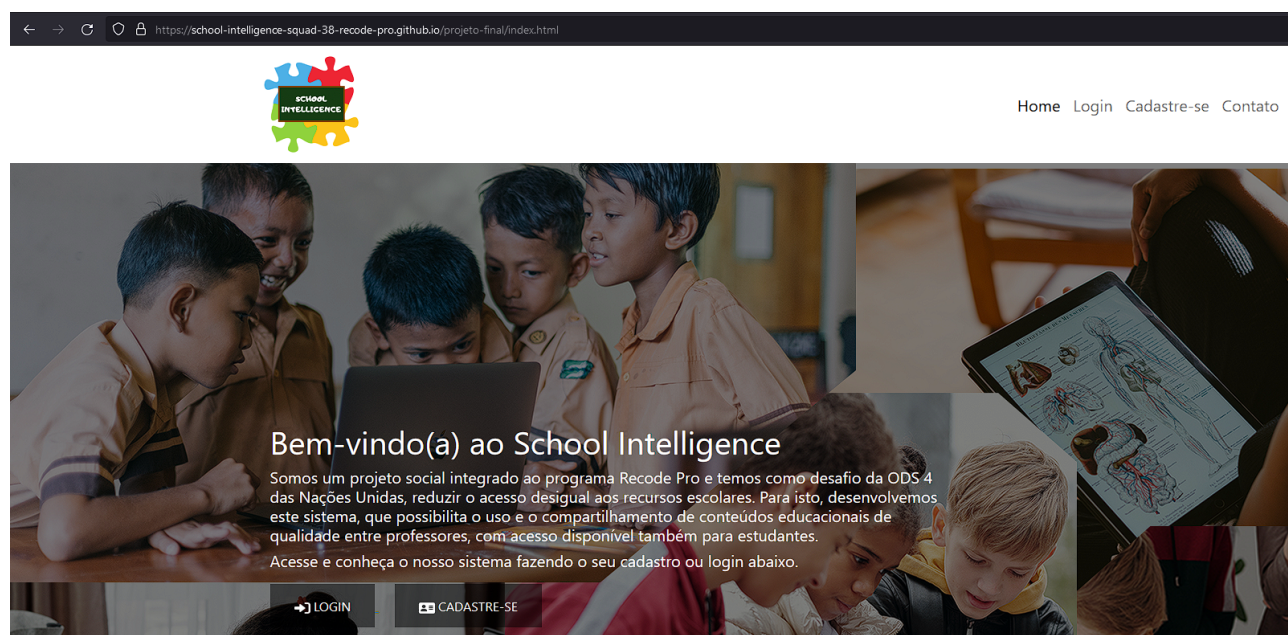 https://school-intelligence-squad-38-recode-pro.github.io/projeto-final/index.html
SCHOOL
INTELLIGENCE
Home Login Cadastre-se Contato
Bem-vindo(a) ao School Intelligence
Somos um projeto social integrado ao programa Recode Pro e temos como desafio da ODS 4
das Nações Unidas, reduzir o acesso desigual aos recursos escolares. Para isto, desenvolvemos
este sistema, que possibilita o uso e o compartilhamento de conteúdos educacionais de
qualidade entre professores, com acesso disponível também para estudantes.
Acesse e conheça o nosso sistema fazendo o seu cadastro ou login abaixo.
LOGIN CADASTRE-SE